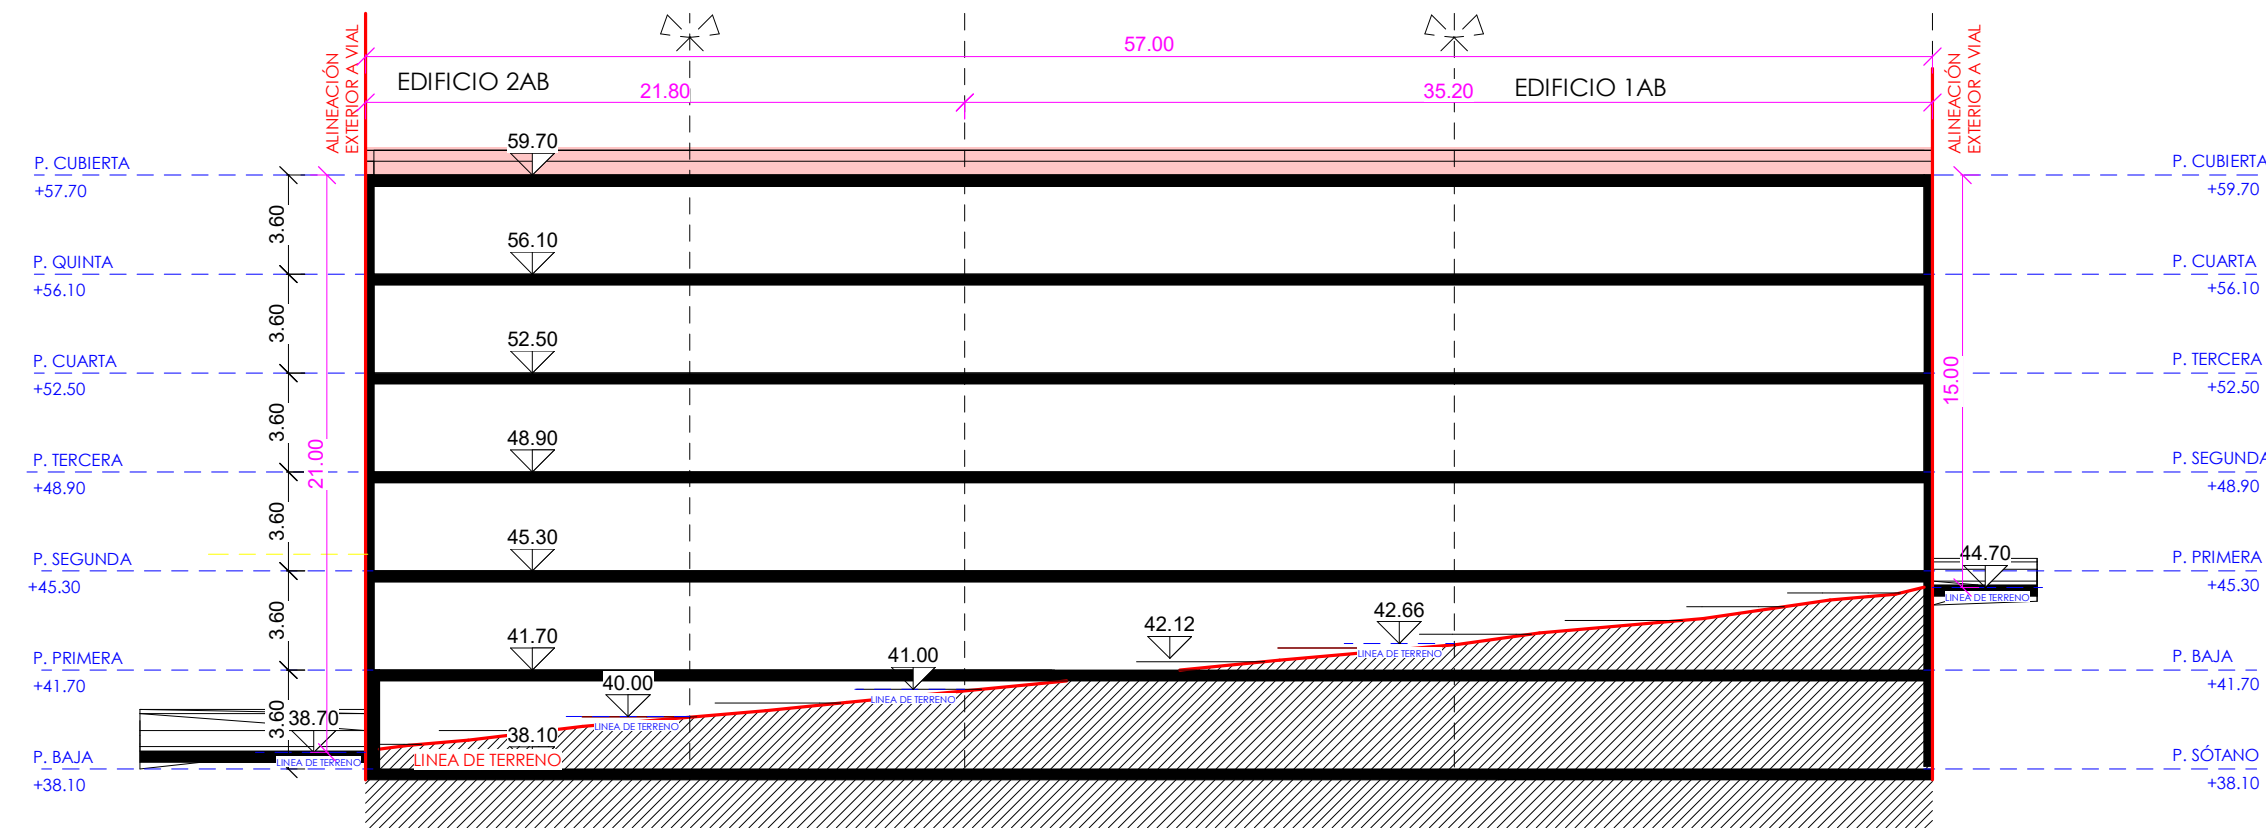 57.00
EDIFICIO 2AB
21.80
35.20
EDIFICIO 1AB
ALINEACIÓN
EXTERIOR A VIAL
ALINEACIÓN
EXTERIOR A VIAL
P. CUBIERTA
+57.70
59.70
P. CUBIERTA
+59.70
3.60
P. QUINTA
+56.10
56.10
P. CUARTA
+56.10
3.60
P. CUARTA
+52.50
52.50
P. TERCERA
+52.50
15.00
3.60
P. TERCERA
+48.90
21.00
48.90
P. SEGUNDA
+48.90
3.60
P. SEGUNDA
+45.30
45.30
44.70
LINEA DE TERRENO
P. PRIMERA
+45.30
3.60
P. PRIMERA
+41.70
41.70
42.12
42.66
LINEA DE TERRENO
P. BAJA
+41.70
41.00
LINEA DE TERRENO
40.00
LINEA DE TERRENO
3.60
38.70
LINEA DE TERRENO
38.10
LINEA DE TERRENO
P. BAJA
+38.10
P. SÓTANO
+38.10